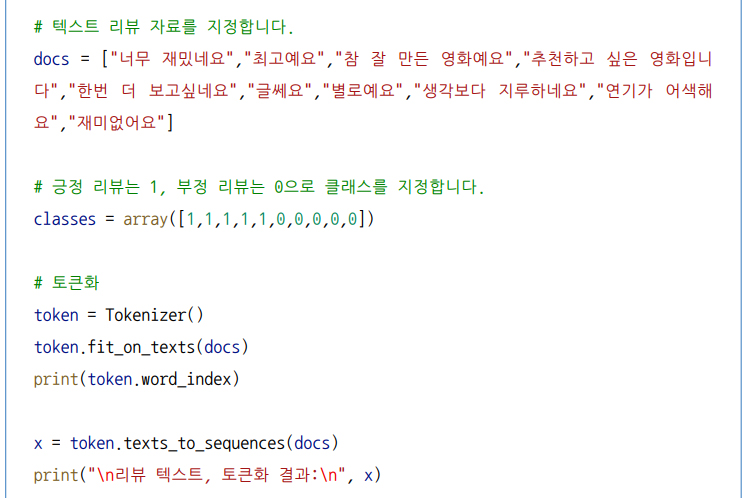 # 텍스트 리뷰 자료를 지정합니다.
docs = ["너무 재밌네요","최고예요","참 잘 만든 영화예요","추천하고 싶은 영화입니
다","한번 더 보고싶네요","글쎄요","별로예요","생각보다 지루하네요","연기가 어색해
요","재미없어요"]
# 긍정 리뷰는 1, 부정 리뷰는 0으로 클래스를 지정합니다.
classes = array([1,1,1,1,1,0,0,0,0,0])
# 토큰화
token = Tokenizer()
token.fit_on_texts(docs)
print(token.word_index)
x = token.texts_to_sequences(docs)
print("\n리뷰 텍스트, 토큰화 결과:\n", x)